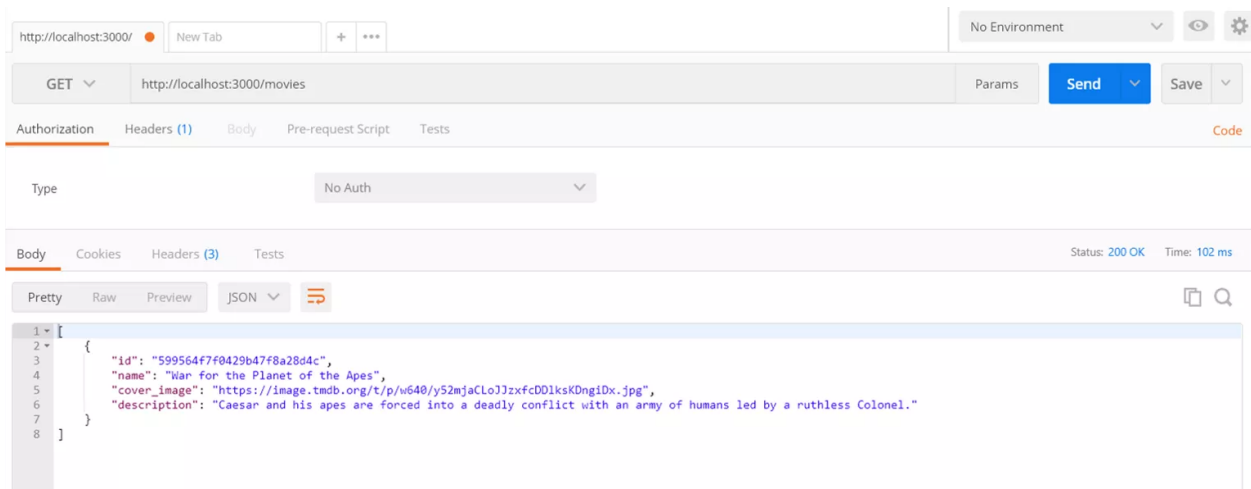 http://localhost:3000/ New Tab + ••• No Environment
GET http://localhost:3000/movies Params Send Save
Authorization Headers (1) Body Pre-request Script Tests Code
Type No Auth
Body Cookies Headers (3) Tests Status: 200 OK Time: 102 ms
Pretty Raw Preview JSON
1 [
2 {
3 "id": "599564f7f0429b47f8a28d4c",
4 "name": "War for the Planet of the Apes",
5 "cover_image": "https://image.tmdb.org/t/p/w640/y52mjaCLoJJzxfcDDlksKDngiDx.jpg",
6 "description": "Caesar and his apes are forced into a deadly conflict with an army of humans led by a ruthless Colonel."
7 }
8 ]